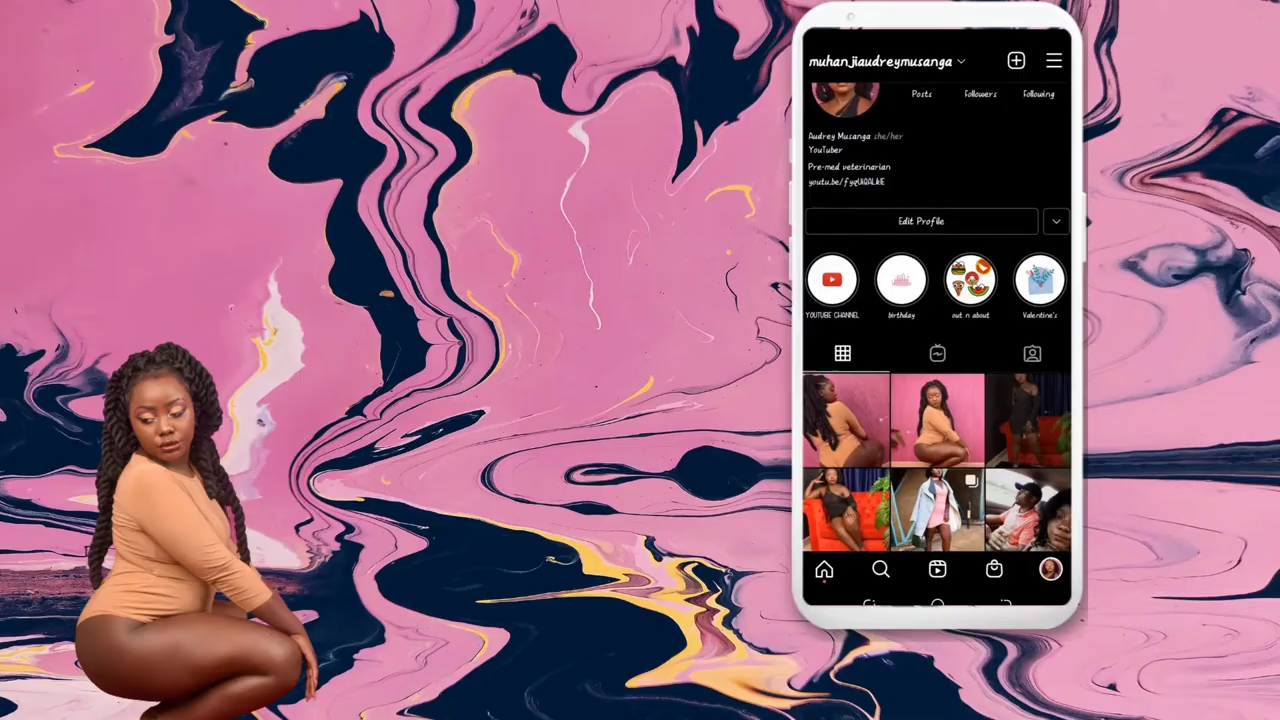 muhanjiaudreymusanga
Posts Followers Following
Audrey Musanga she/her
YouTuber
Pre-med veterinarian
Edit Profile
YOUTUBE CHANNEL birthday out n about Valentine's